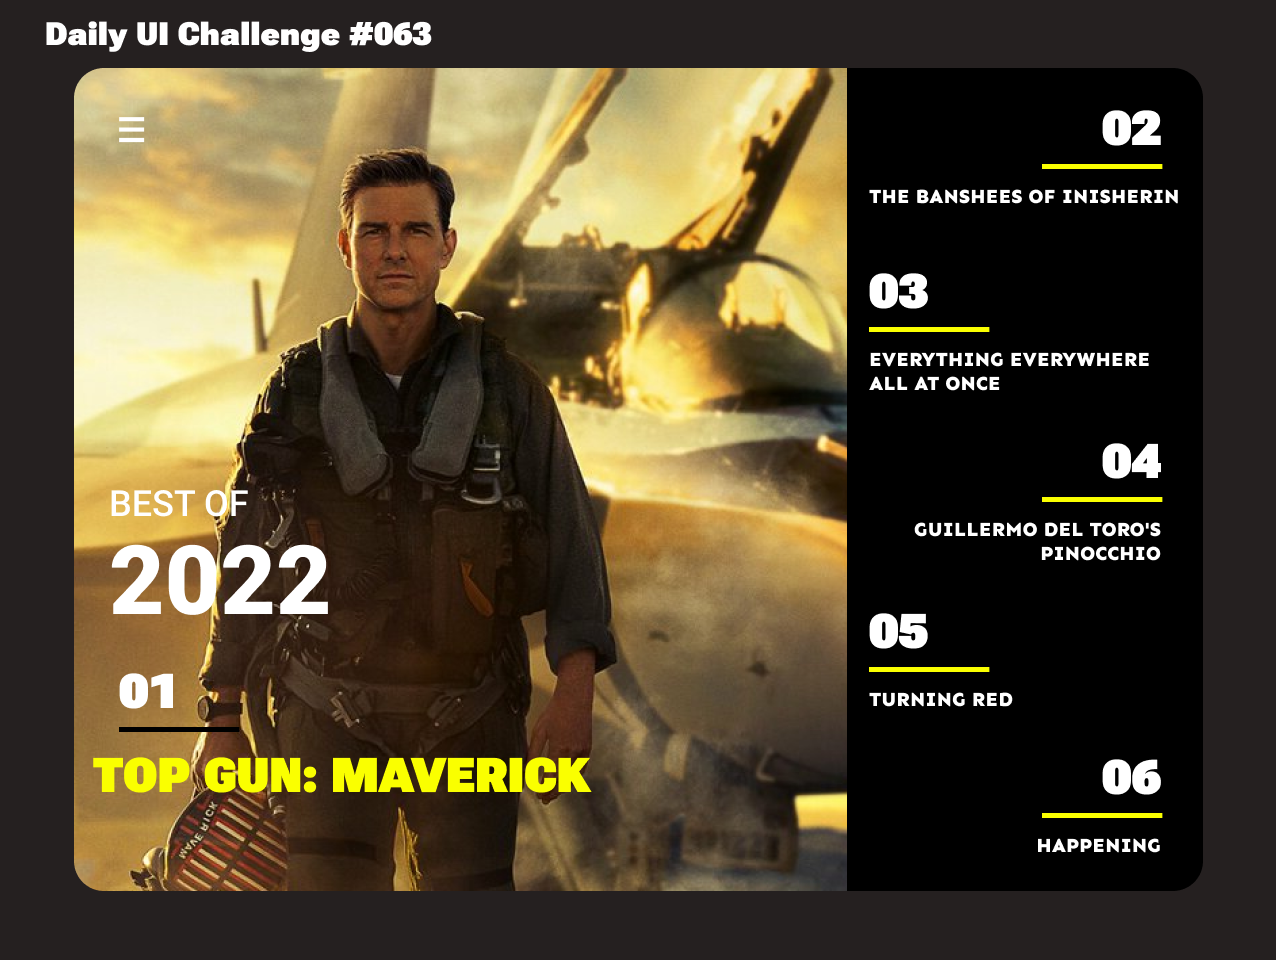 Daily UI Challenge #063
BEST OF
2022
01
TOP GUN: MAVERICK
MAVERICK
02
THE BANSHEES OF INISHERIN
03
EVERYTHING EVERYWHERE
ALL AT ONCE
04
GUILLERMO DEL TORO'S
PINOCCHIO
05
TURNING RED
06
HAPPENING